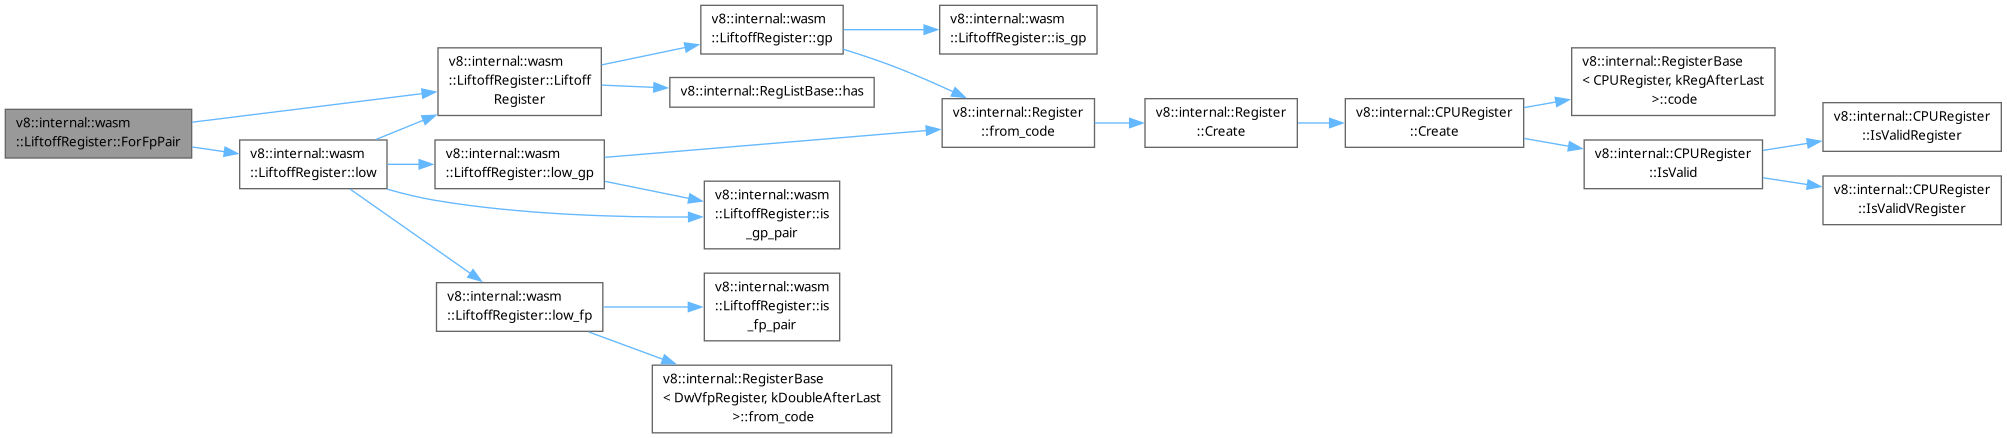 v8::internal::wasm
::LiftoffRegister::ForFpPair
v8::internal::wasm
::LiftoffRegister::Liftoff
Register
v8::internal::wasm
::LiftoffRegister::low
v8::internal::wasm
::LiftoffRegister::gp
v8::internal::RegListBase::has
v8::internal::wasm
::LiftoffRegister::is_gp
v8::internal::Register
::from_code
v8::internal::Register
::Create
v8::internal::CPURegister
::Create
v8::internal::RegisterBase
< CPURegister, kRegAfterLast
>::code
v8::internal::CPURegister
::IsValid
v8::internal::CPURegister
::IsValidRegister
v8::internal::CPURegister
::IsValidVRegister
v8::internal::wasm
::LiftoffRegister::low_gp
v8::internal::wasm
::LiftoffRegister::is
_gp_pair
v8::internal::wasm
::LiftoffRegister::low_fp
v8::internal::wasm
::LiftoffRegister::is
_fp_pair
v8::internal::RegisterBase
< DwVfpRegister, kDoubleAfterLast
>::from_code